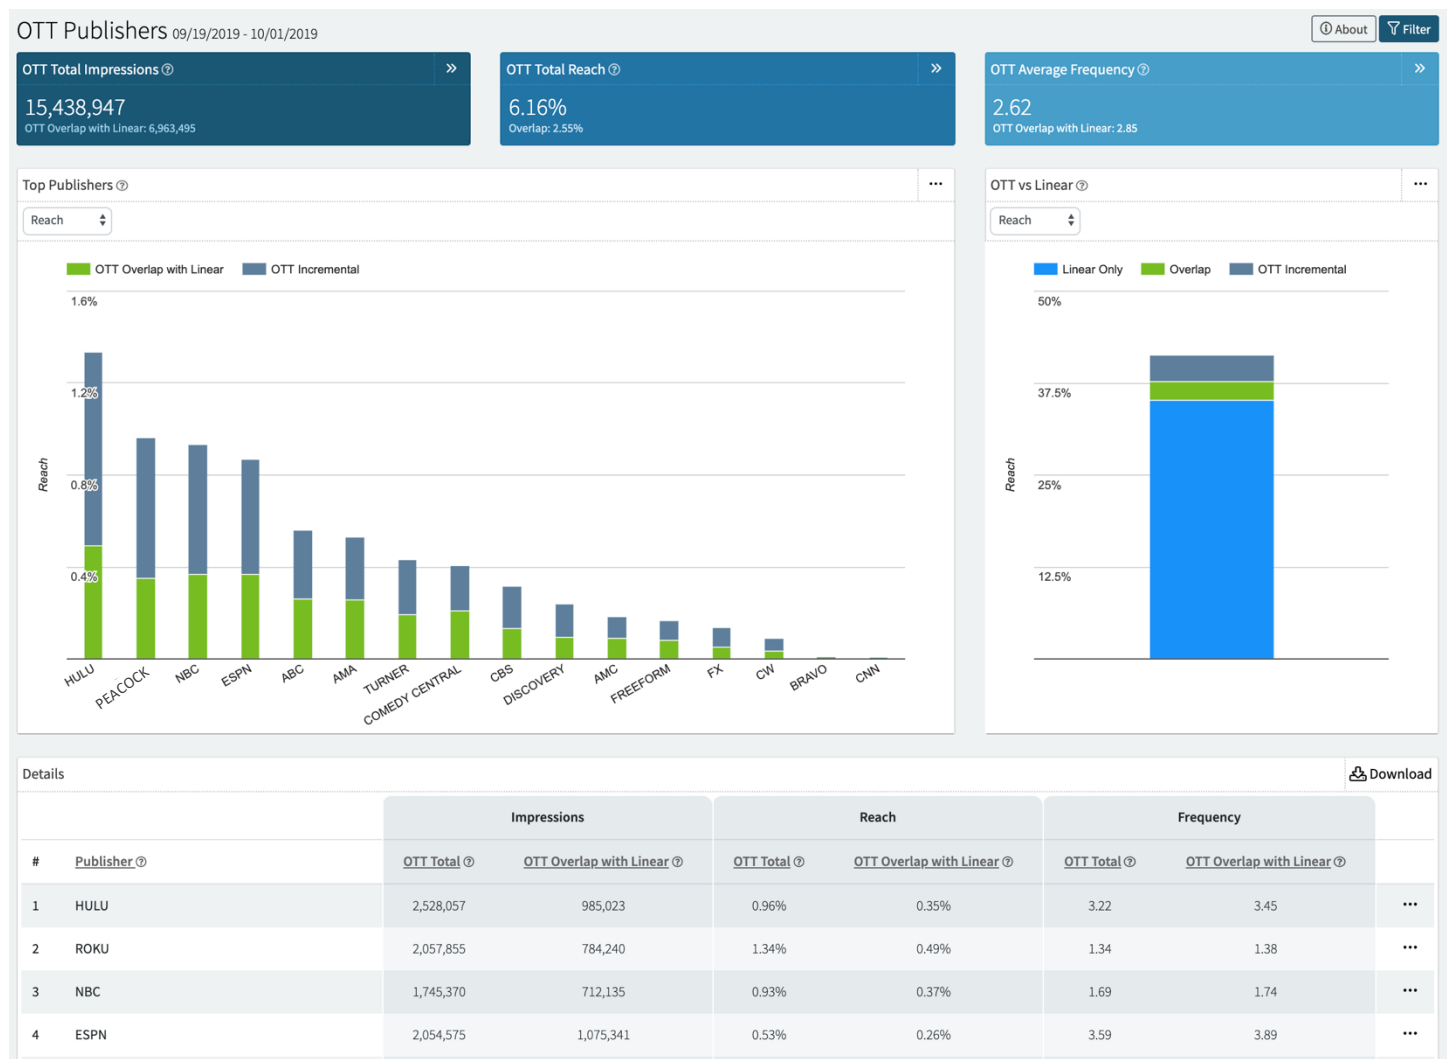 OTT Publishers 09/19/2019 - 10/01/2019
About
Filter
OTT Total Impressions
15,438,947
OTT Overlap with Linear: 6,963,495
OTT Total Reach
6.16%
Overlap: 2.55%
OTT Average Frequency
2.62
OTT Overlap with Linear: 2.85
Top Publishers
Reach
OTT Overlap with Linear OTT Incremental
1.6%
1.2%
0.8%
0.4%
Reach
HULU PEACOCK NBC ESPN ABC AMA TURNER COMEDY CENTRAL CBS DISCOVERY AMC FREEFORM FX CW BRAVO CNN
OTT vs Linear
Reach
Linear Only Overlap OTT Incremental
50%
37.5%
25%
12.5%
Reach
Details
Download
Impressions Reach Frequency
# Publisher OTT Total OTT Overlap with Linear OTT Total OTT Overlap with Linear OTT Total OTT Overlap with Linear
1 HULU 2,528,057 985,023 0.96% 0.35% 3.22 3.45
2 ROKU 2,057,855 784,240 1.34% 0.49% 1.34 1.38
3 NBC 1,745,370 712,135 0.93% 0.37% 1.69 1.74
4 ESPN 2,054,575 1,075,341 0.53% 0.26% 3.59 3.89